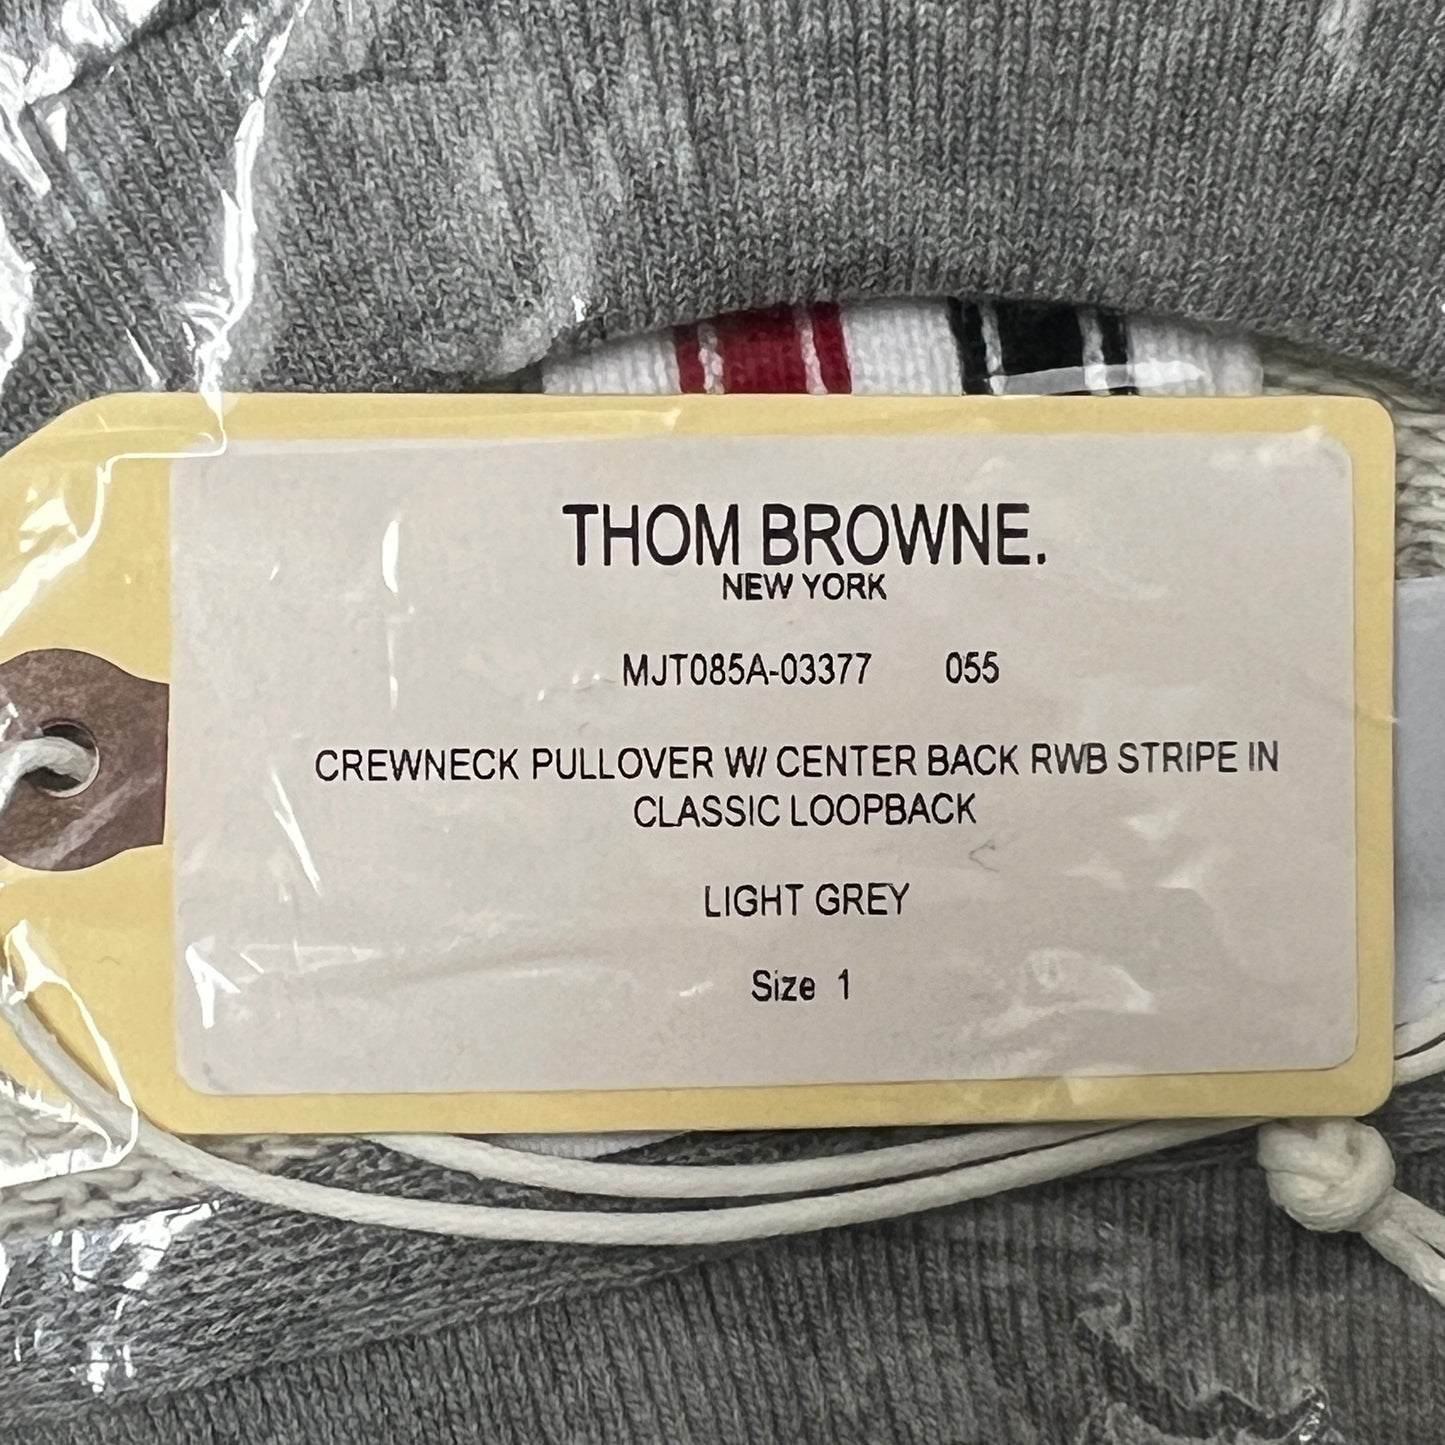 THOM BROWNE.
NEW YORK
MJT085A-03377 055
CREWNECK PULLOVER W/ CENTER BACK RWB STRIPE IN
CLASSIC LOOPBACK
LIGHT GREY
Size 1